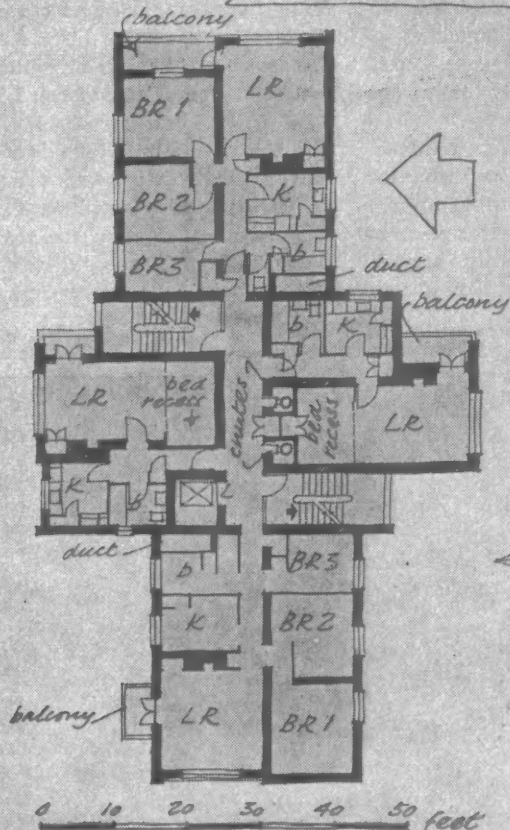 balcony
BR 1
LR
BR 2
K
BR3
b
duct
b
K
balcony
LR
bed
recess
chutes
bed
recess
LR
K
b
L
duct
b
BR3
K
BR2
balcony
LR
BR1
0 10 20 30 40 50 feet